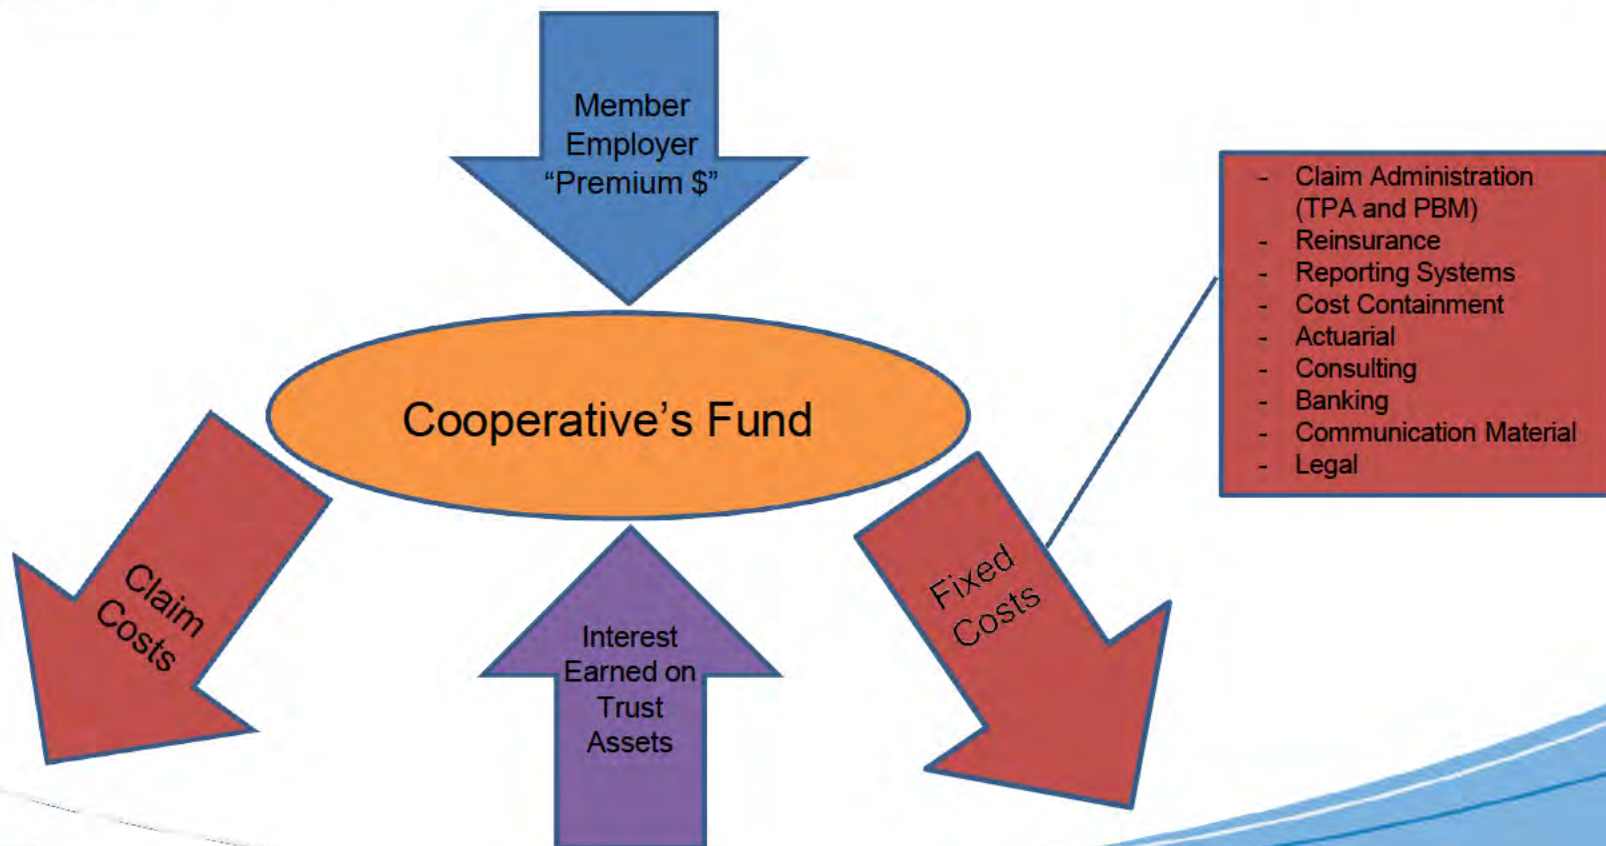 Member
Employer
“Premium $”
- Claim Administration
(TPA and PBM)
- Reinsurance
- Reporting Systems
- Cost Containment
- Actuarial
- Consulting
- Banking
- Communication Material
- Legal
Cooperative’s Fund
Claim
Costs
Interest
Earned on
Trust
Assets
Fixed
Costs